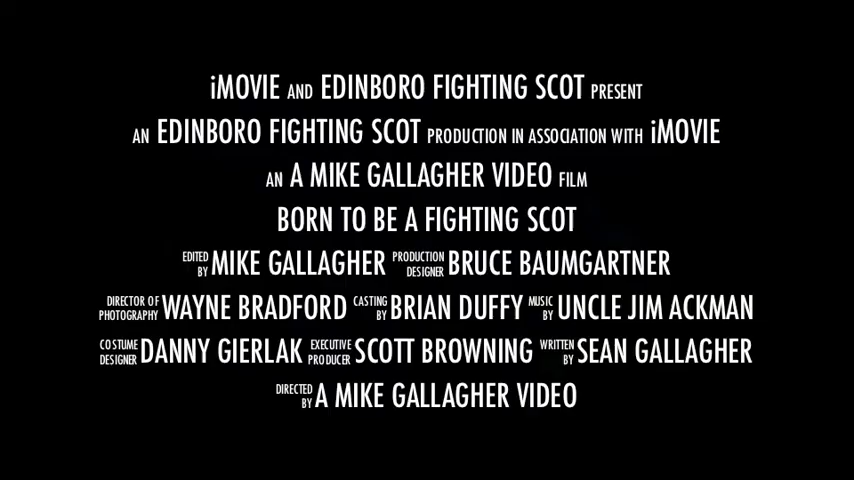 iMOVIE AND EDINBORO FIGHTING SCOT PRESENT
AN EDINBORO FIGHTING SCOT PRODUCTION IN ASSOCIATION WITH iMOVIE
AN A MIKE GALLAGHER VIDEO FILM
BORN TO BE A FIGHTING SCOT
EDITED BY MIKE GALLAGHER PRODUCTION DESIGNER BRUCE BAUMGARTNER
DIRECTOR OF PHOTOGRAPHY WAYNE BRADFORD CASTING BY BRIAN DUFFY MUSIC BY UNCLE JIM ACKMAN
COSTUME DESIGNER DANNY GIERLAK EXECUTIVE PRODUCER SCOTT BROWNING WRITTEN BY SEAN GALLAGHER
DIRECTED BY A MIKE GALLAGHER VIDEO